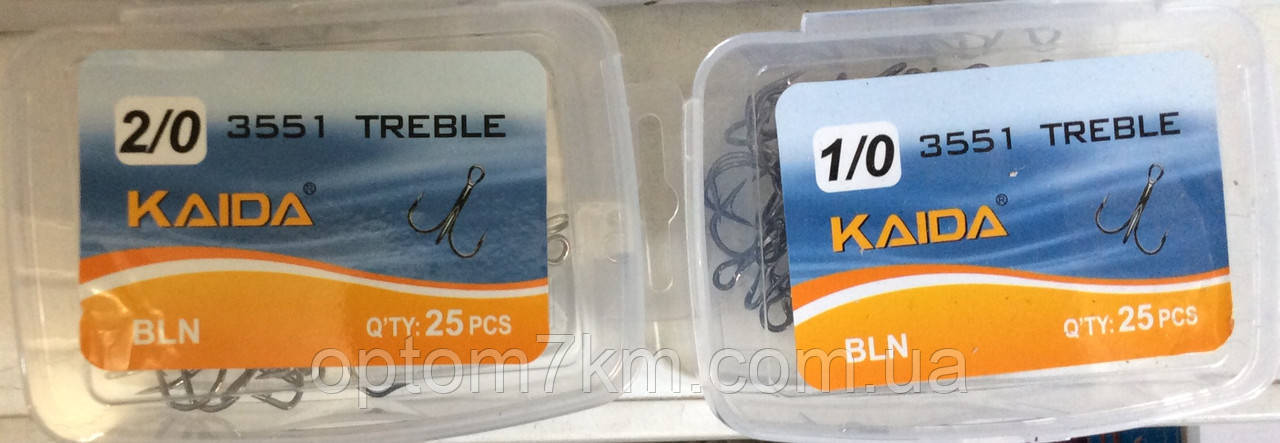 2/0 3551 TREBLE
KAIDA®
BLN Q'TY: 25 PCS
1/0 3551 TREBLE
KAIDA®
BLN Q'TY: 25 PCS
optom7km.com.ua